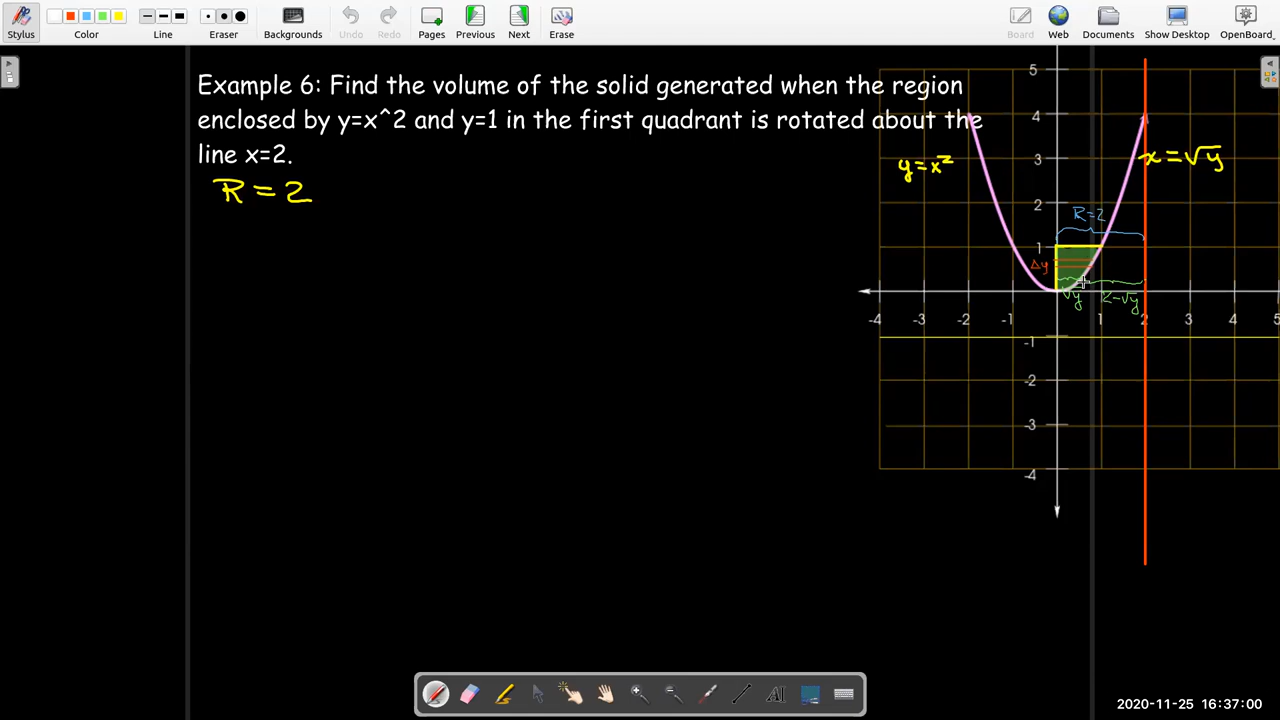 Stylus
Color
Line
Eraser
Backgrounds
Undo
Redo
Pages
Previous
Next
Erase
Board
Web
Documents
Show Desktop
OpenBoard
Example 6: Find the volume of the solid generated when the region
enclosed by y=x^2 and y=1 in the first quadrant is rotated about the
line x=2.
R = 2
y=x²
x=√y
R=2
Δy
√y
2-√y
5
4
3
2
1
-4 -3 -2 -1 1 2 3 4 5
-1
-2
-3
-4
AI
2020-11-25 16:37:00